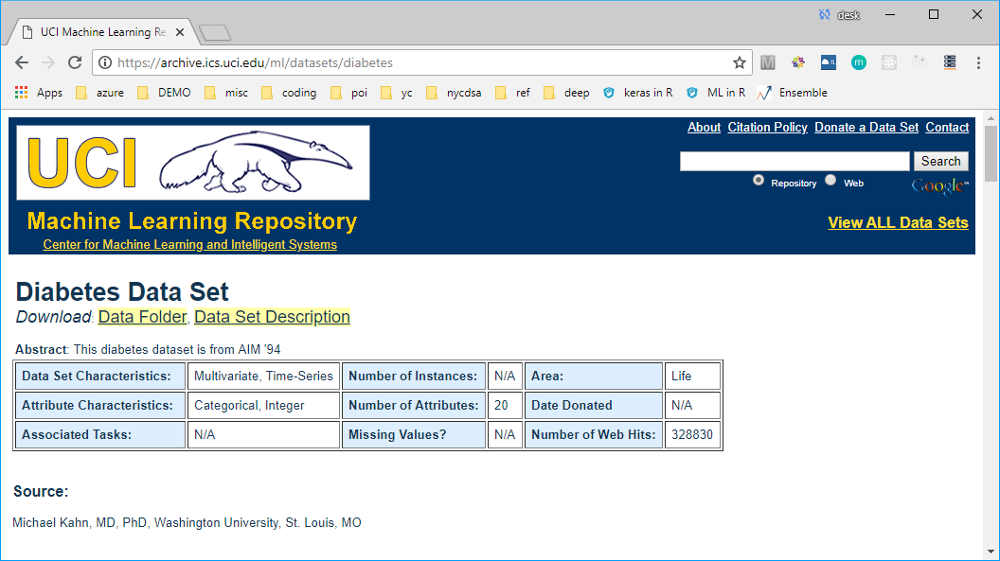 desk
UCI Machine Learning Re
https://archive.ics.uci.edu/ml/datasets/diabetes
M
m
Apps azure DEMO misc coding poi yc nycdsa ref deep keras in R ML in R Ensemble
About Citation Policy Donate a Data Set Contact
UCI
Search
Repository Web Google™
Machine Learning Repository
View ALL Data Sets
Center for Machine Learning and Intelligent Systems
Diabetes Data Set
Download: Data Folder, Data Set Description
Abstract: This diabetes dataset is from AIM '94
Data Set Characteristics: Multivariate, Time-Series Number of Instances: N/A Area: Life
Attribute Characteristics: Categorical, Integer Number of Attributes: 20 Date Donated N/A
Associated Tasks: N/A Missing Values? N/A Number of Web Hits: 328830
Source:
Michael Kahn, MD, PhD, Washington University, St. Louis, MO